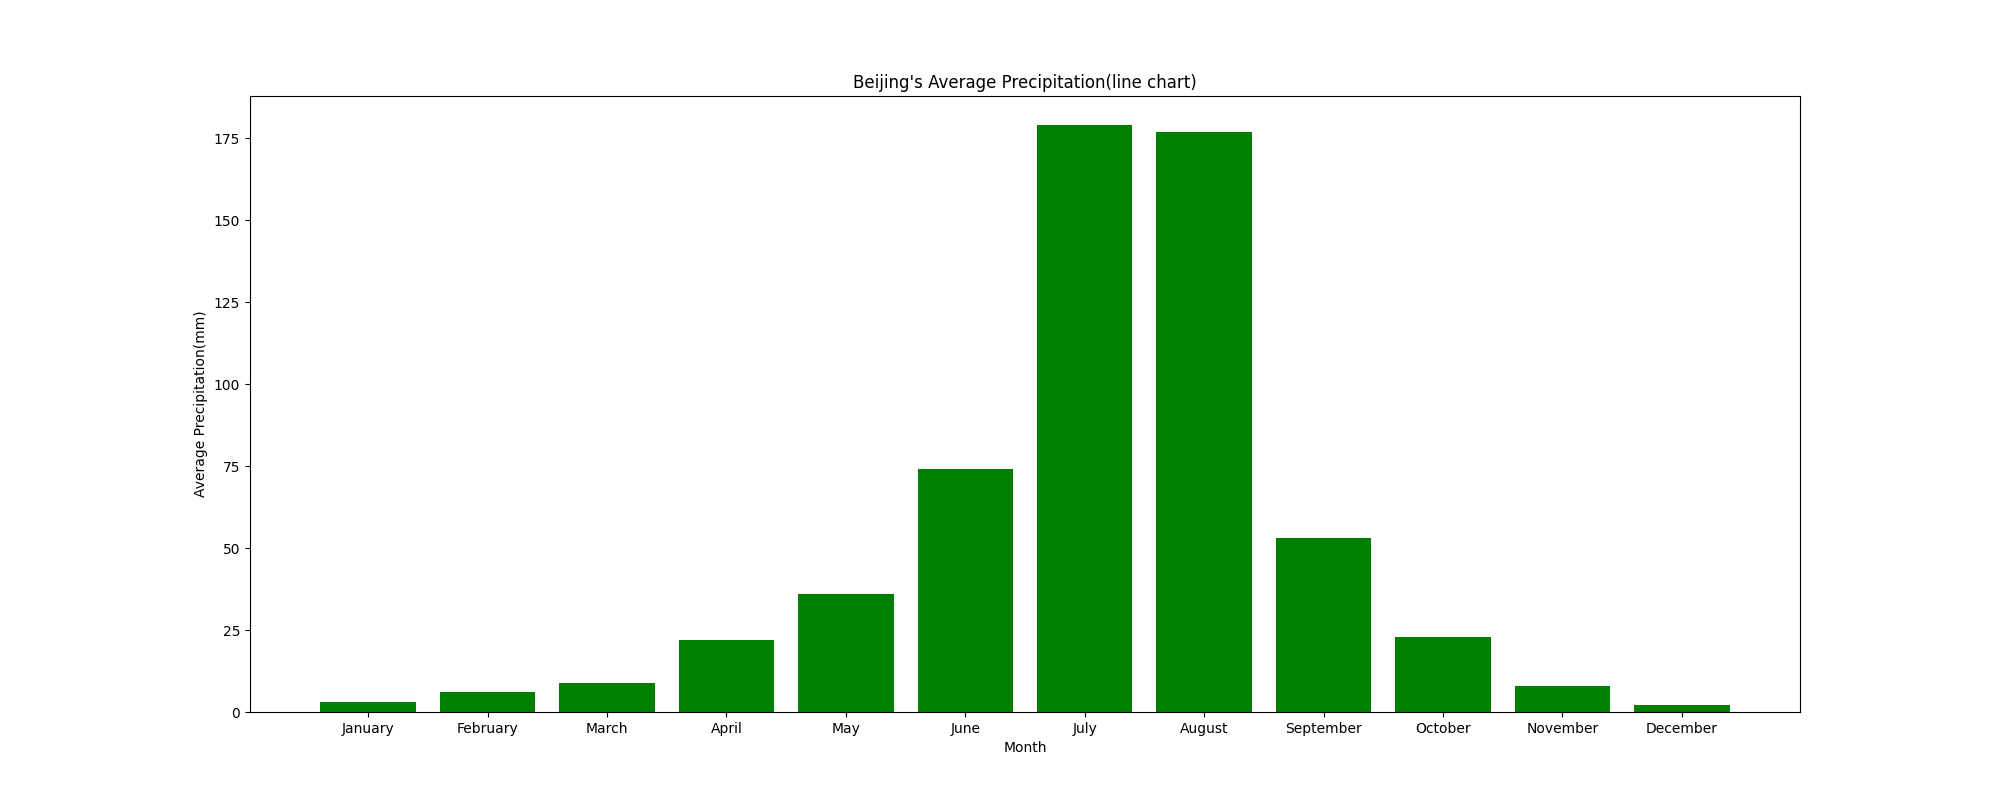 Beijing's Average Precipitation(line chart)
Average Precipitation(mm)
175
150
125
100
75
50
25
0
January February March April May June July August September October November December
Month